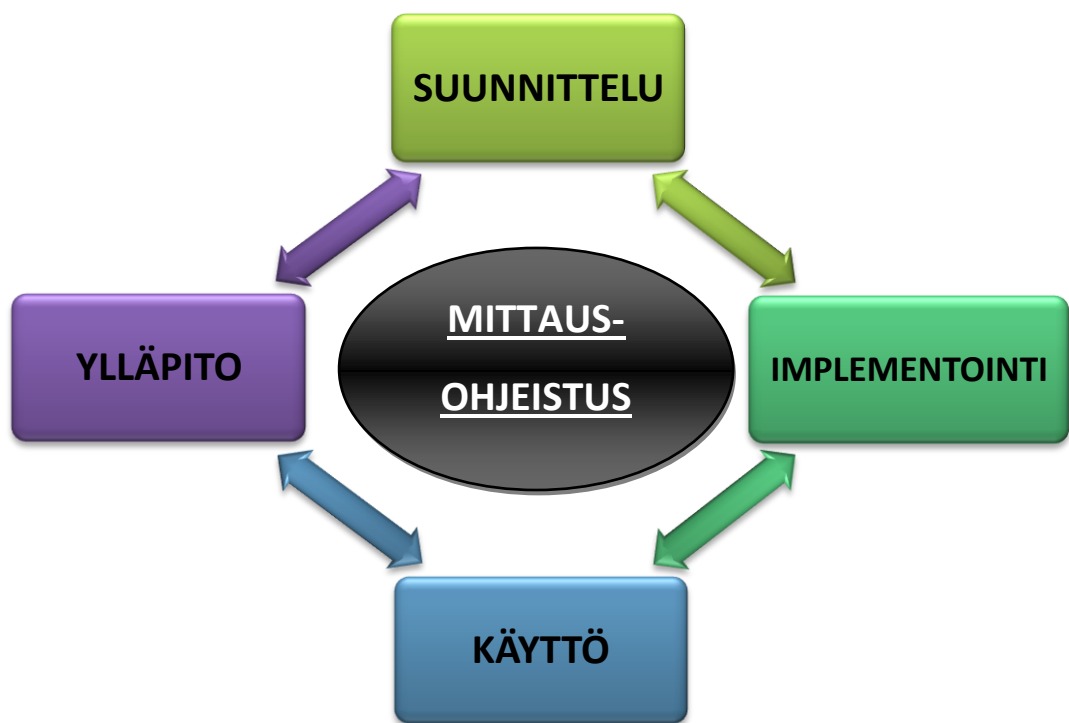 SUUNNITTELU
MITTAUS-
OHJEISTUS
YLLÄPITO
IMPLEMENTOINTI
KÄYTTÖ